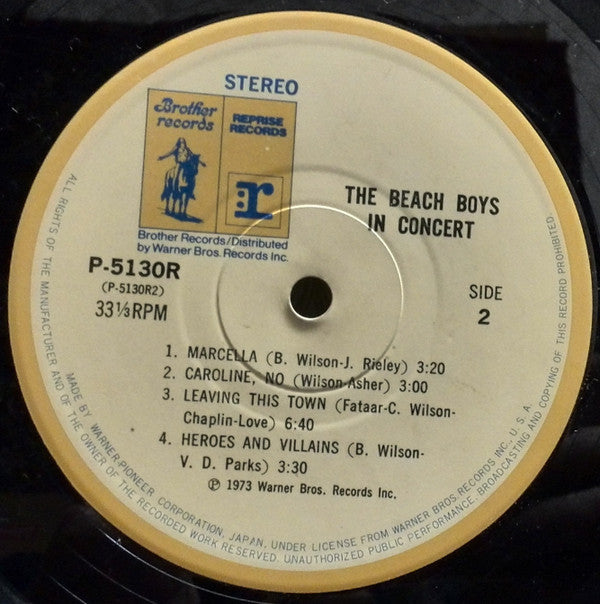 STEREO
Brother
records
REPRISE
RECORDS
:r
Brother Records/Distributed
by Warner Bros. Records Inc.
THE BEACH BOYS
IN CONCERT
P-5130R
(P-5130R2)
33⅓RPM
SIDE
2
1. MARCELLA (B. Wilson-J. Rieley) 3:20
2. CAROLINE, NO (Wilson-Asher) 3:00
3. LEAVING THIS TOWN (Fataar-C. Wilson-
Chaplin-Love) 6:40
4. HEROES AND VILLAINS (B. Wilson-
V. D. Parks) 3:30
℗ 1973 Warner Bros. Records Inc.
MADE BY WARNER-PIONEER CORPORATION, JAPAN, UNDER LICENSE FROM WARNER BROS. RECORDS INC., U.S.A.
ALL RIGHTS OF THE MANUFACTURER AND OF THE OWNER OF THE RECORDED WORK RESERVED. UNAUTHORIZED PUBLIC PERFORMANCE, BROADCASTING AND COPYING OF THIS RECORD PROHIBITED.